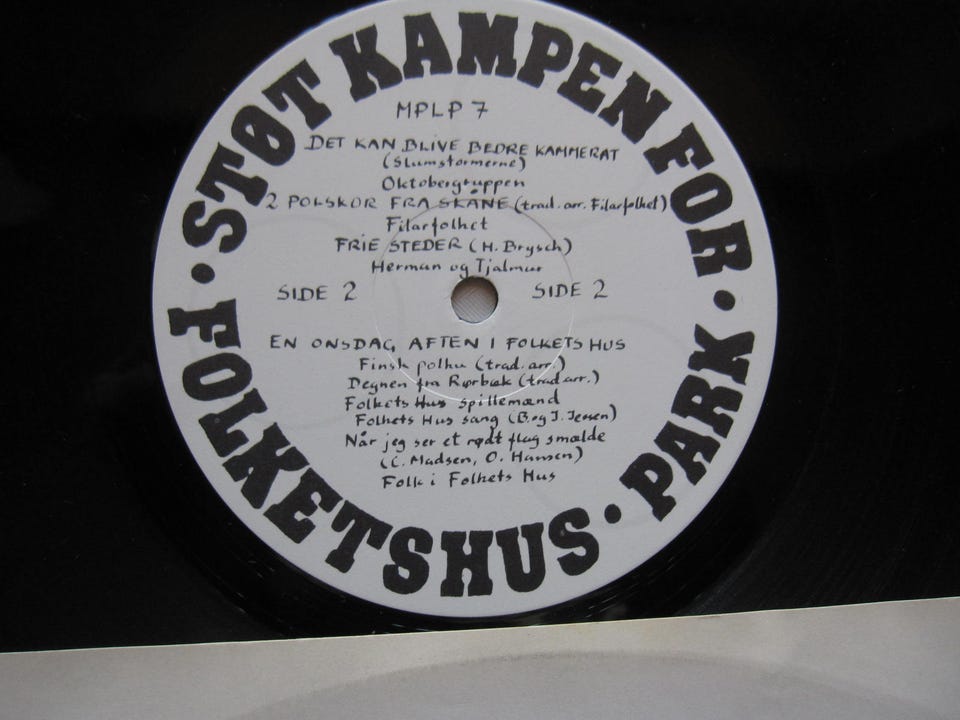 · STØT KAMPEN FOR · PARK · FOLKETSHUS
MPLP 7
DET KAN BLIVE BEDRE KAMMERAT
(Slumstormerne)
Oktobergruppen
2 POLSKOR FRA SKÅNE (trad. arr. Filarfolket)
Filarfolket
FRIE STEDER (H. Brysch)
Herman og Tjalmur
SIDE 2 SIDE 2
EN ONSDAG AFTEN I FOLKETS HUS
Finsk polka (trad. arr.)
Degnen fra Rørbæk (trad. arr.)
Folkets Hus spillemænd
Folkets Hus sang (B og J. Jensen)
Når jeg ser et rødt flag smælde
(C. Madsen, O. Hansen)
Folk i Folkets Hus